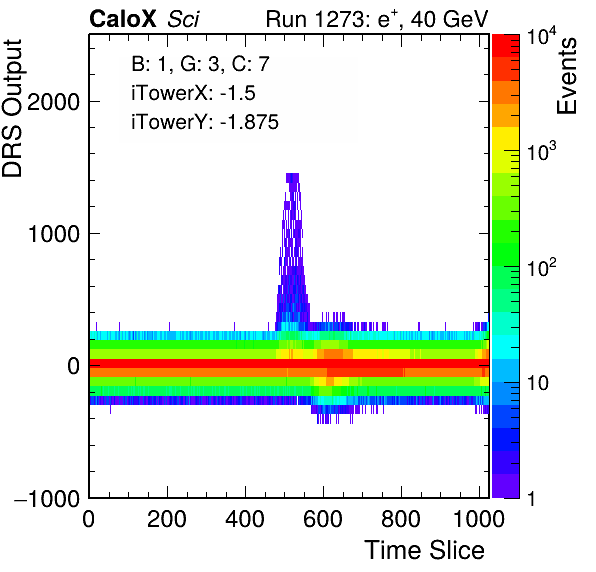 CaloX Sci Run 1273: e+, 40 GeV
B: 1, G: 3, C: 7
iTowerX: -1.5
iTowerY: -1.875
DRS Output
2000
1000
0
−1000
0 200 400 600 800 1000
Time Slice
Events
10^4
10^3
10^2
10
1